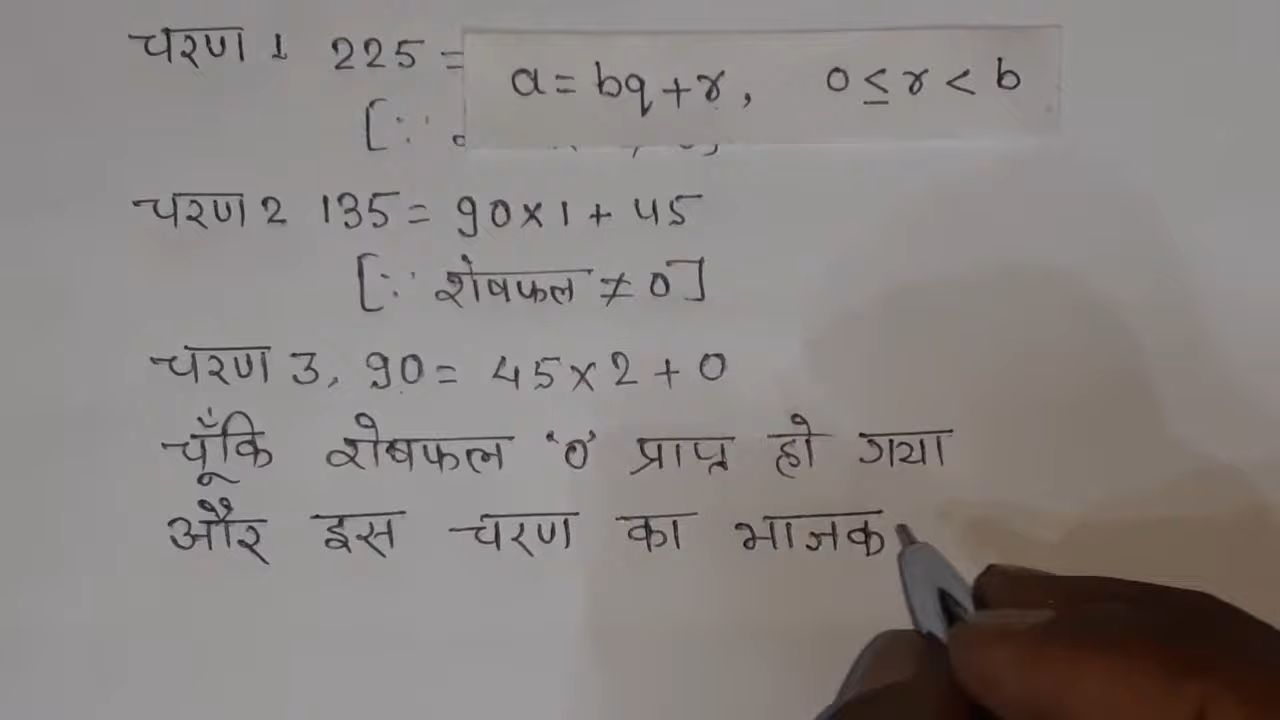 चरण 1 225 =
a = bq + r, 0 ≤ r < b
[∵
चरण 2 135 = 90 × 1 + 45
[∵ शेषफल ≠ 0]
चरण 3, 90 = 45 × 2 + 0
चूँकि शेषफल '0' प्राप्त हो गया
और इस चरण का भाजक